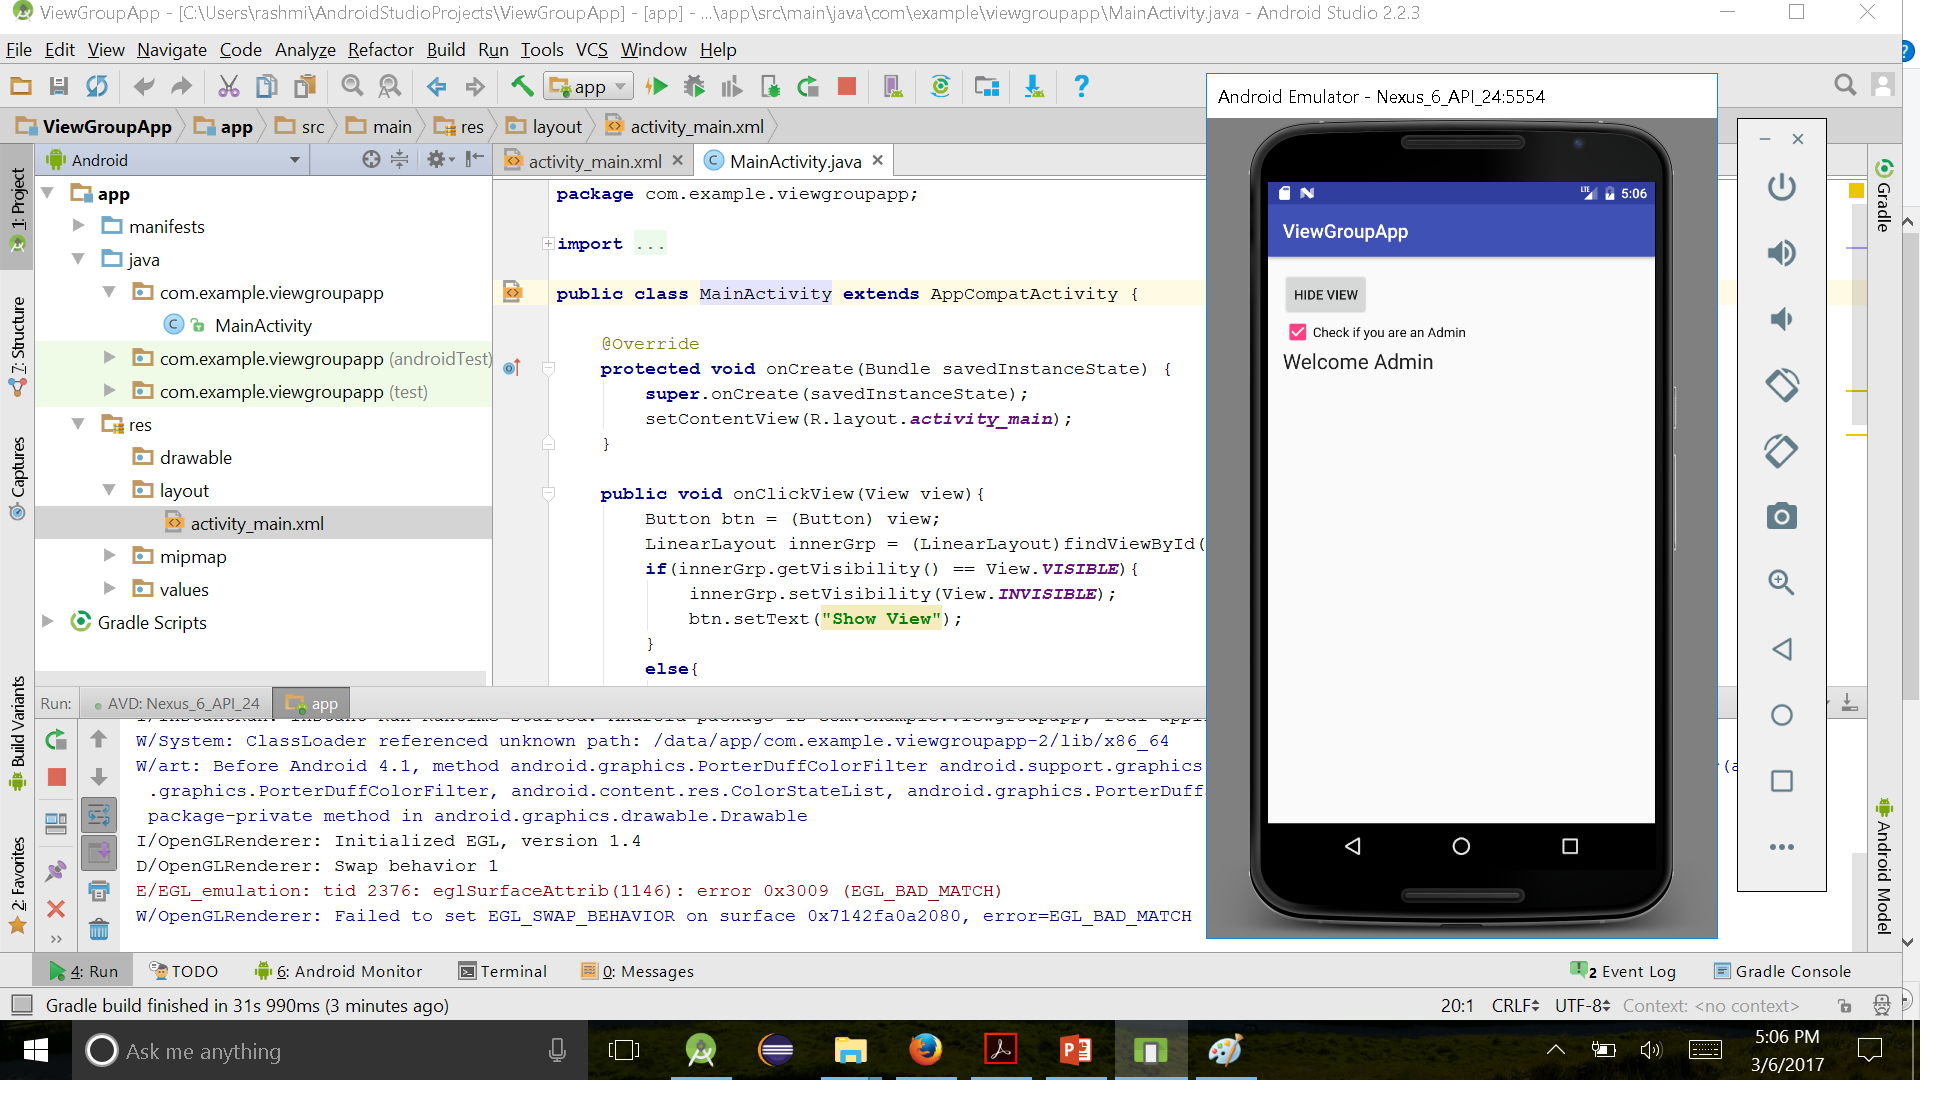 ViewGroupApp - [C:\Users\rashmi\AndroidStudioProjects\ViewGroupApp] - [app] - ...\app\src\main\java\com\example\viewgroupapp\MainActivity.java - Android Studio 2.2.3
File Edit View Navigate Code Analyze Refactor Build Run Tools VCS Window Help
app
ViewGroupApp app src main res layout activity_main.xml
Android
activity_main.xml MainActivity.java
1: Project
7: Structure
Captures
Build Variants
2: Favorites
app
manifests
java
com.example.viewgroupapp
MainActivity
com.example.viewgroupapp (androidTest)
com.example.viewgroupapp (test)
res
drawable
layout
activity_main.xml
mipmap
values
Gradle Scripts
package com.example.viewgroupapp;
import ...
public class MainActivity extends AppCompatActivity {
@Override
protected void onCreate(Bundle savedInstanceState) {
super.onCreate(savedInstanceState);
setContentView(R.layout.activity_main);
}
public void onClickView(View view){
Button btn = (Button) view;
LinearLayout innerGrp = (LinearLayout)findViewById(
if(innerGrp.getVisibility() == View.VISIBLE){
innerGrp.setVisibility(View.INVISIBLE);
btn.setText("Show View");
}
else{
Android Emulator - Nexus_6_API_24:5554
LTE 5:06
ViewGroupApp
HIDE VIEW
Check if you are an Admin
Welcome Admin
Gradle
Android Model
Run: AVD: Nexus_6_API_24 app
W/System: ClassLoader referenced unknown path: /data/app/com.example.viewgroupapp-2/lib/x86_64
W/art: Before Android 4.1, method android.graphics.PorterDuffColorFilter android.support.graphics.
.graphics.PorterDuffColorFilter, android.content.res.ColorStateList, android.graphics.PorterDuff
package-private method in android.graphics.drawable.Drawable
I/OpenGLRenderer: Initialized EGL, version 1.4
D/OpenGLRenderer: Swap behavior 1
E/EGL_emulation: tid 2376: eglSurfaceAttrib(1146): error 0x3009 (EGL_BAD_MATCH)
W/OpenGLRenderer: Failed to set EGL_SWAP_BEHAVIOR on surface 0x7142fa0a2080, error=EGL_BAD_MATCH
4: Run TODO 6: Android Monitor Terminal 0: Messages 2 Event Log Gradle Console
Gradle build finished in 31s 990ms (3 minutes ago) 20:1 CRLF UTF-8 Context: <no context>
Ask me anything
5:06 PM
3/6/2017